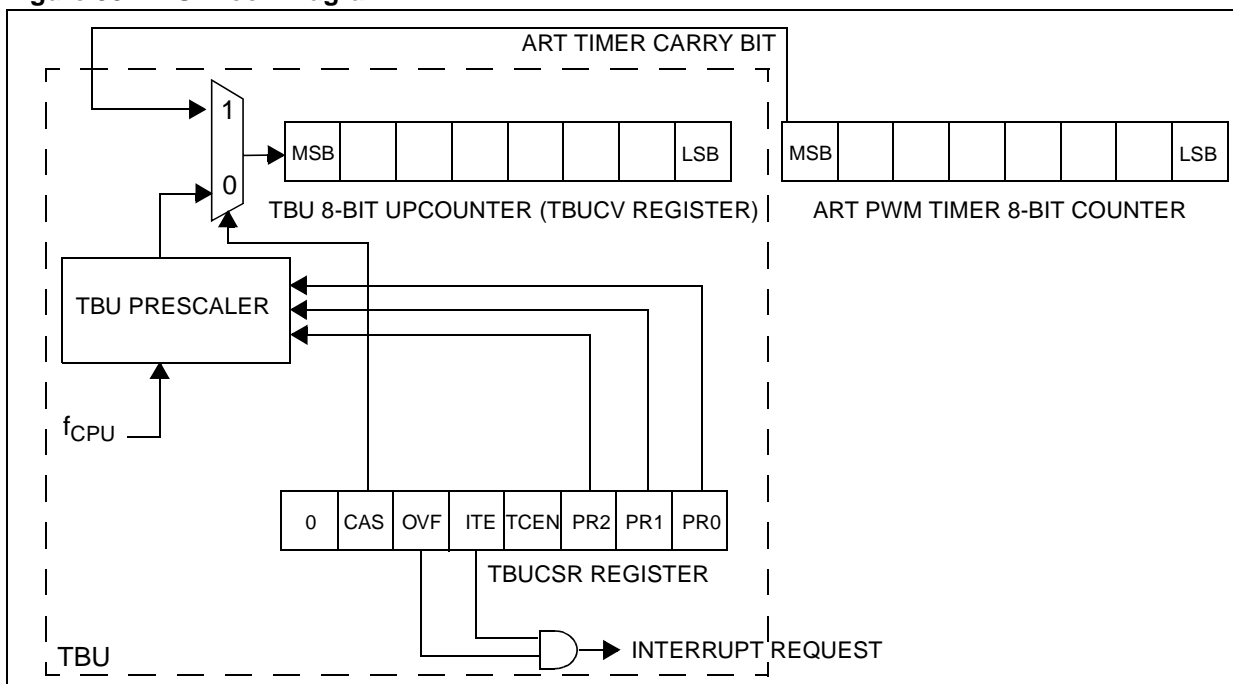 ART TIMER CARRY BIT
1
MSB LSB
MSB LSB
0
TBU 8-BIT UPCOUNTER (TBUCV REGISTER)
ART PWM TIMER 8-BIT COUNTER
TBU PRESCALER
fCPU
0 CAS OVF ITE TCEN PR2 PR1 PR0
TBUCSR REGISTER
INTERRUPT REQUEST
TBU